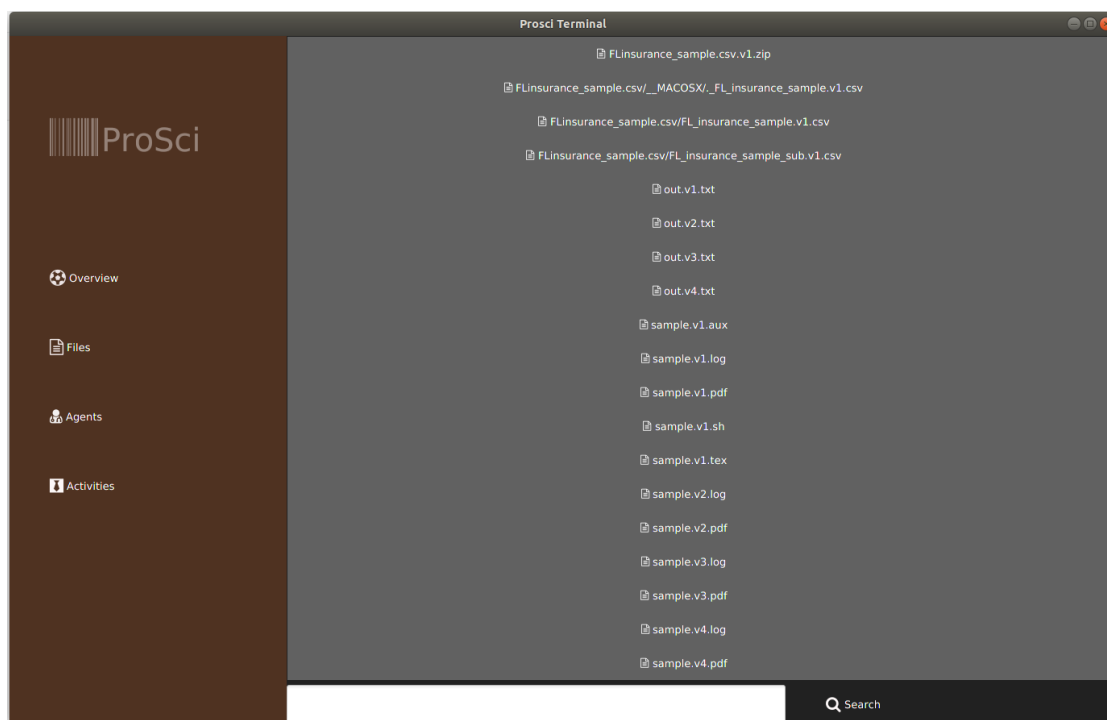 Prosci Terminal
ProSci
Overview
Files
Agents
Activities
FLinsurance_sample.csv.v1.zip
FLinsurance_sample.csv/__MACOSX/._FL_insurance_sample.v1.csv
FLinsurance_sample.csv/FL_insurance_sample.v1.csv
FLinsurance_sample.csv/FL_insurance_sample_sub.v1.csv
out.v1.txt
out.v2.txt
out.v3.txt
out.v4.txt
sample.v1.aux
sample.v1.log
sample.v1.pdf
sample.v1.sh
sample.v1.tex
sample.v2.log
sample.v2.pdf
sample.v3.log
sample.v3.pdf
sample.v4.log
sample.v4.pdf
Search